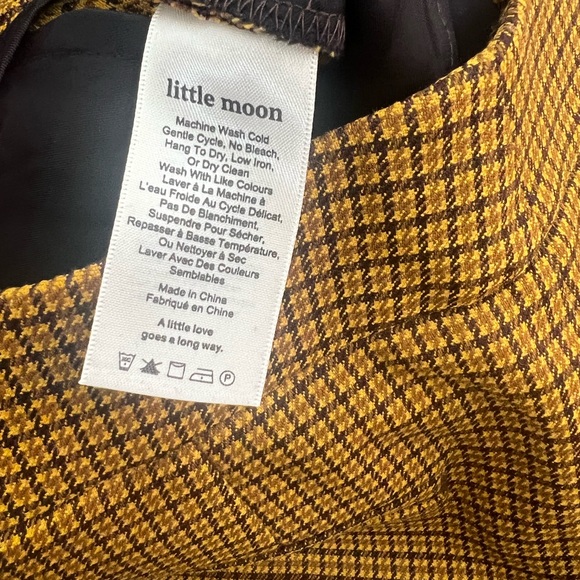 little moon
Machine Wash Cold
Gentle Cycle, No Bleach,
Hang To Dry, Low Iron,
Or Dry Clean
Wash With Like Colours
Laver À La Machine à
L'eau Froide Au Cycle Délicat,
Pas De Blanchiment,
Suspendre Pour Sécher,
Repasser à Basse Température,
Ou Nettoyer à Sec
Laver Avec Des Couleurs
Semblables
Made in China
Fabriqué en Chine
A little love
goes a long way.
30C
P